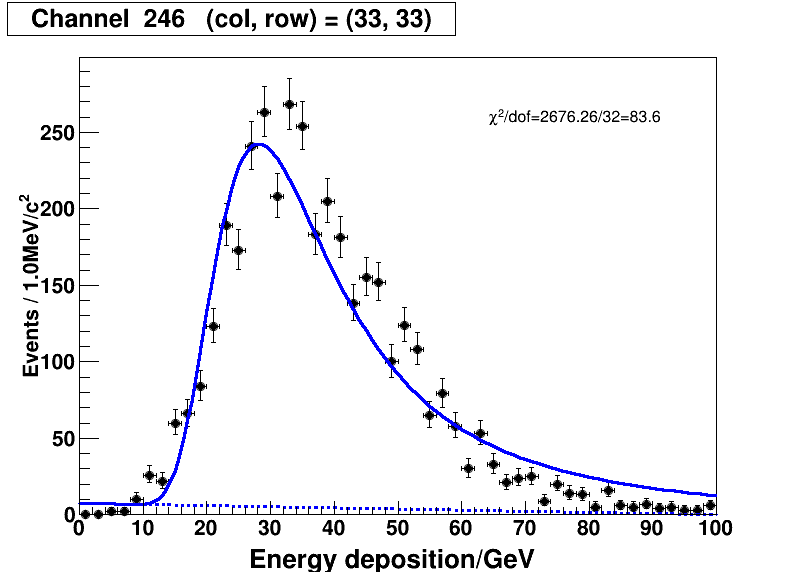 Channel 246 (col, row) = (33, 33)
χ²/dof=2676.26/32=83.6
Events / 1.0MeV/c²
250
200
150
100
50
0
0 10 20 30 40 50 60 70 80 90 100
Energy deposition/GeV